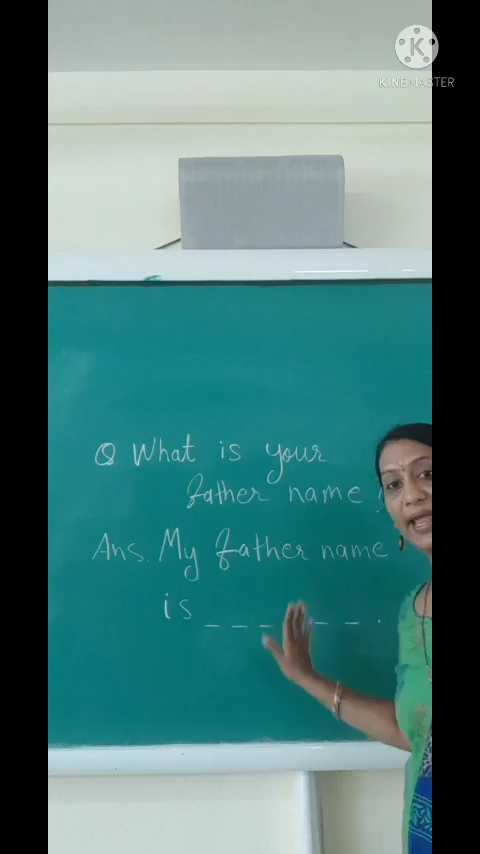 K
KINEMASTER
Q What is your
father name?
Ans. My father name
is _ _ _ _ _ _ .